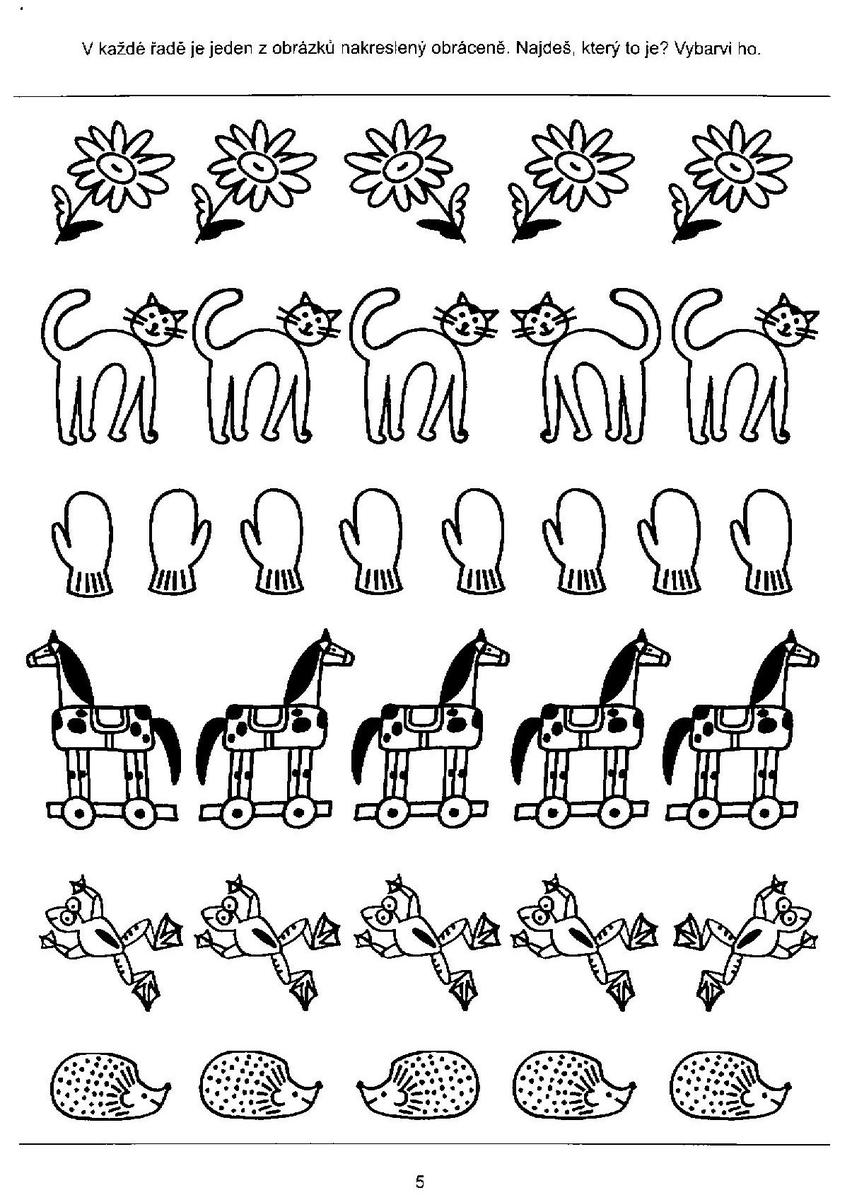 V každé řadě je jeden z obrázků nakreslený obráceně. Najdeš, který to je? Vybarvi ho.
5